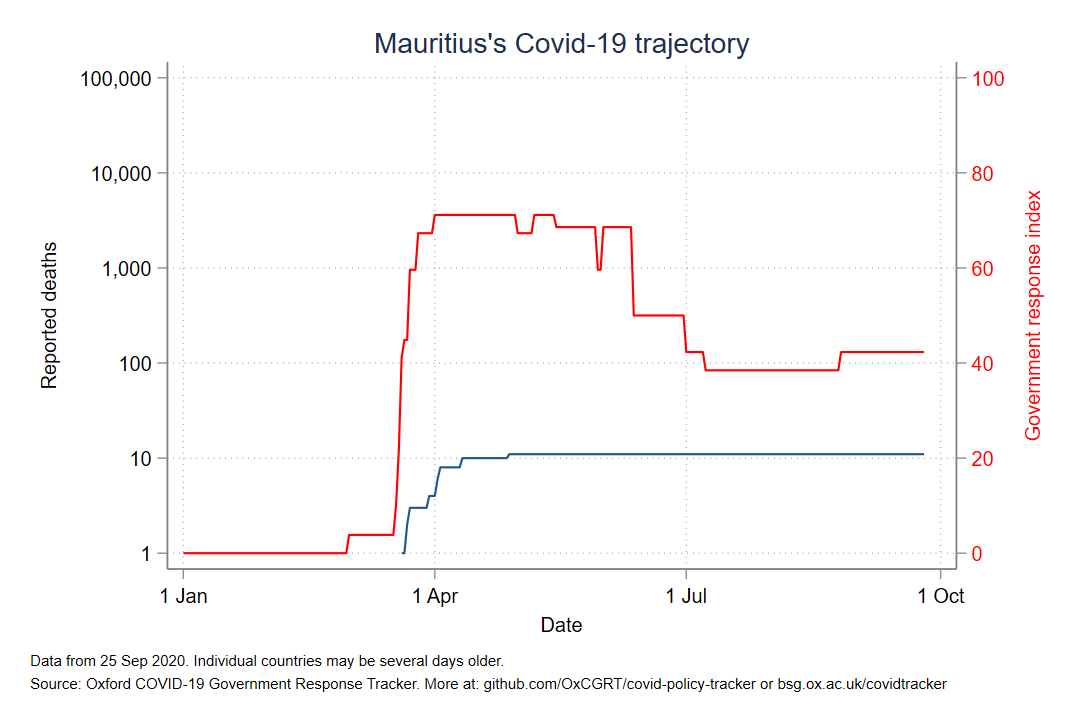 Mauritius's Covid-19 trajectory
100,000
10,000
1,000
100
10
1
Reported deaths
100
80
60
40
20
0
Government response index
1 Jan
1 Apr
1 Jul
1 Oct
Date
Data from 25 Sep 2020. Individual countries may be several days older.
Source: Oxford COVID-19 Government Response Tracker. More at: github.com/OxCGRT/covid-policy-tracker or bsg.ox.ac.uk/covidtracker